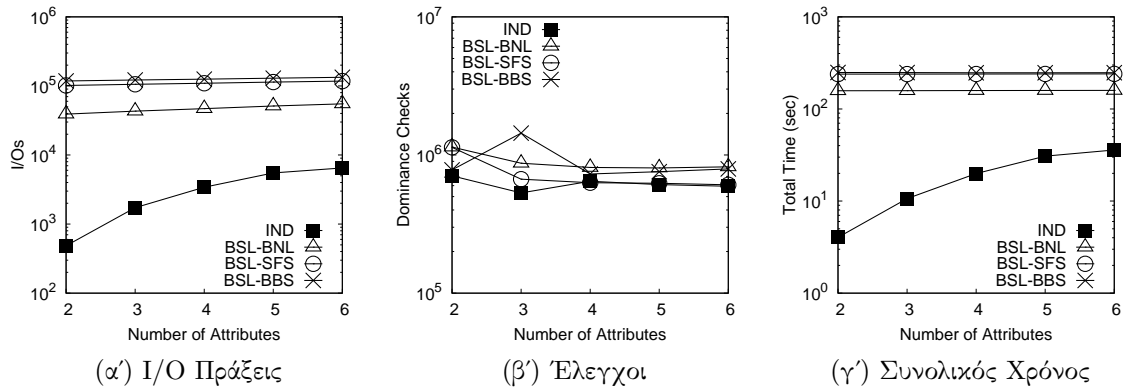 10^6
10^5
10^4
10^3
10^2
I/Os
IND
BSL-BNL
BSL-SFS
BSL-BBS
2 3 4 5 6
Number of Attributes
(α′) Ι/Ο Πράξεις
10^7
10^6
10^5
Dominance Checks
IND
BSL-BNL
BSL-SFS
BSL-BBS
2 3 4 5 6
Number of Attributes
(β′) Έλεγχοι
10^3
10^2
10^1
10^0
Total Time (sec)
IND
BSL-BNL
BSL-SFS
BSL-BBS
2 3 4 5 6
Number of Attributes
(γ′) Συνολικός Χρόνος